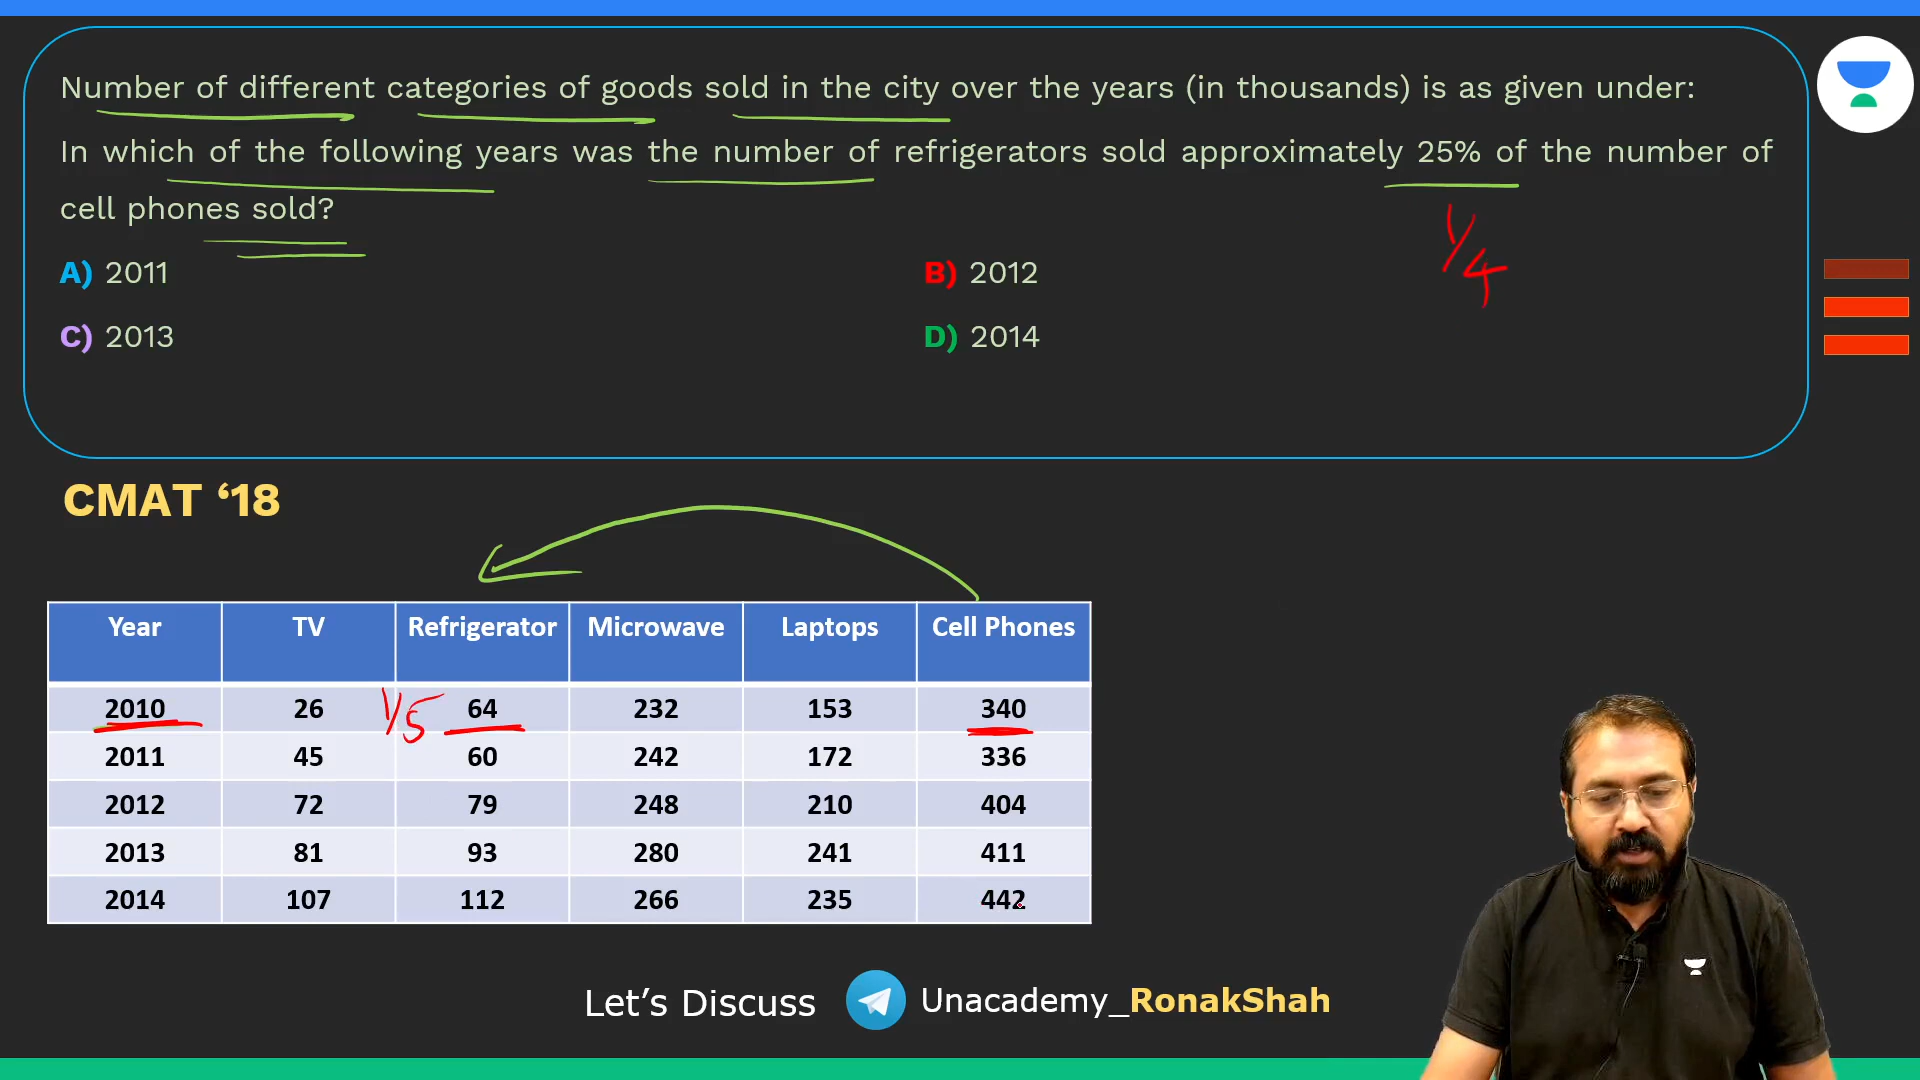 Number of different categories of goods sold in the city over the years (in thousands) is as given under:
In which of the following years was the number of refrigerators sold approximately 25% of the number of
cell phones sold?
1/4
A) 2011 B) 2012
C) 2013 D) 2014
CMAT ‘18
Year TV Refrigerator Microwave Laptops Cell Phones
2010 26 1/5 64 232 153 340
2011 45 60 242 172 336
2012 72 79 248 210 404
2013 81 93 280 241 411
2014 107 112 266 235 442
Let’s Discuss Unacademy_RonakShah